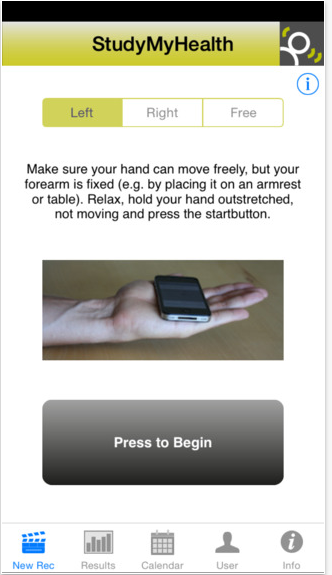 StudyMyHealth
Left Right Free
Make sure your hand can move freely, but your
forearm is fixed (e.g. by placing it on an armrest
or table). Relax, hold your hand outstretched,
not moving and press the startbutton.
Press to Begin
New Rec Results Calendar User Info